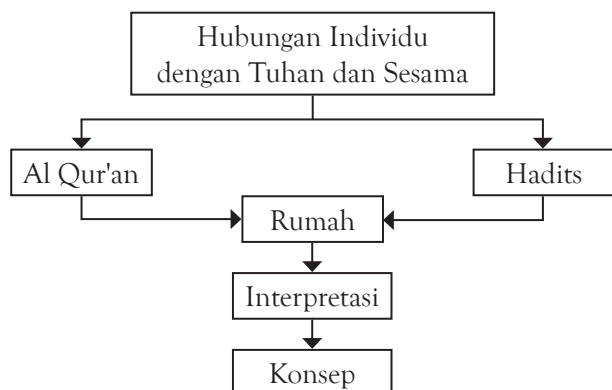 Hubungan Individu
dengan Tuhan dan Sesama
Al Qur'an
Hadits
Rumah
Interpretasi
Konsep